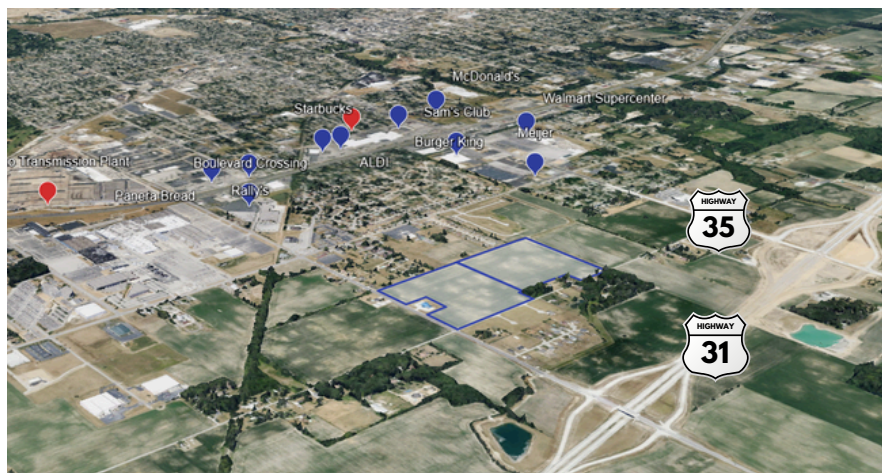 McDonald's
Walmart Supercenter
Starbucks
Sam's Club
Meijer
Burger King
o Transmission Plant
Boulevard Crossing
ALDI
Panera Bread
Rally's
HIGHWAY
35
HIGHWAY
31